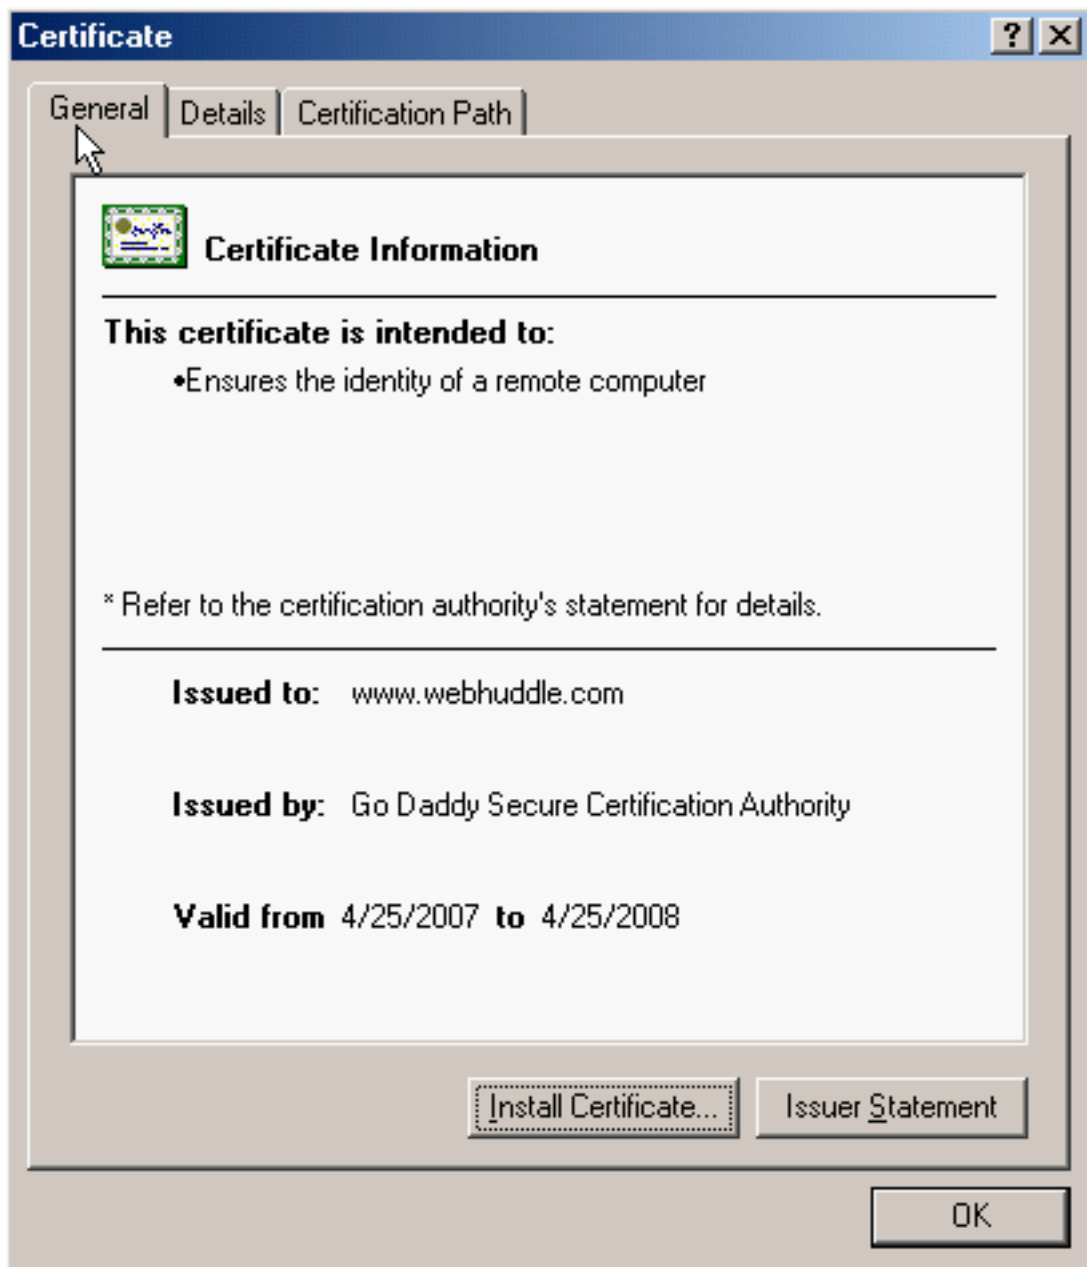 Certificate
General Details Certification Path
Certificate Information
This certificate is intended to:
•Ensures the identity of a remote computer
* Refer to the certification authority's statement for details.
Issued to: www.webhuddle.com
Issued by: Go Daddy Secure Certification Authority
Valid from 4/25/2007 to 4/25/2008
Install Certificate... Issuer Statement
OK